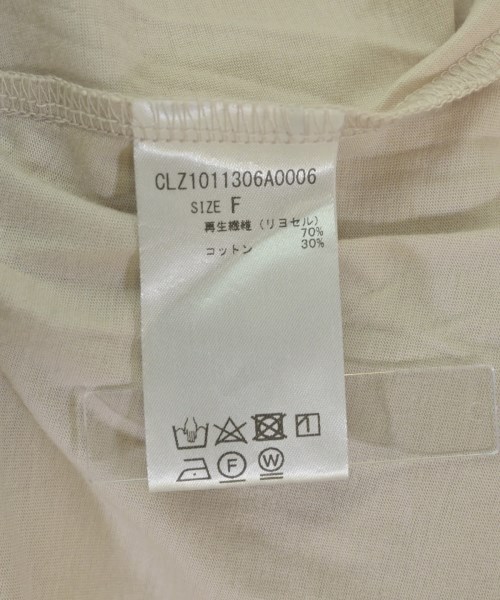 CLZ1011306A0006
SIZE F
再生繊維(リヨセル)
70%
コットン 30%
F W